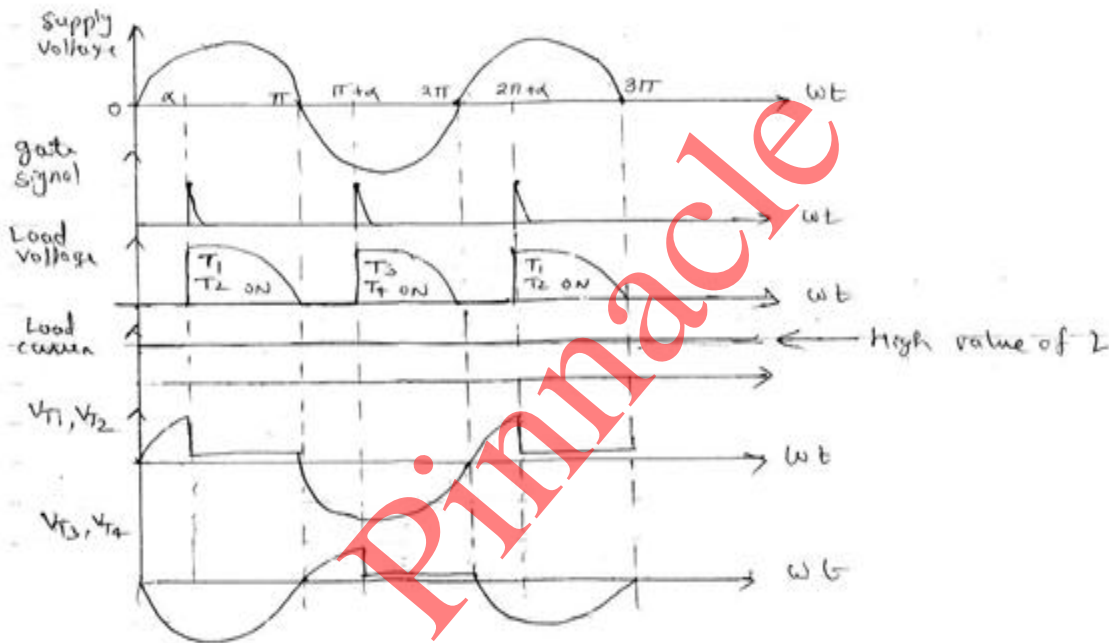 Supply
voltage
0 α π π+α 2π 2π+α 3π ωt
gate
signal
ωt
Load
voltage
T1
T2 ON
T3
T4 ON
T1
T2 ON
ωt
Load
High value of L
VT1, VT2
ωt
VT3, VT4
ωt
Pinnacle